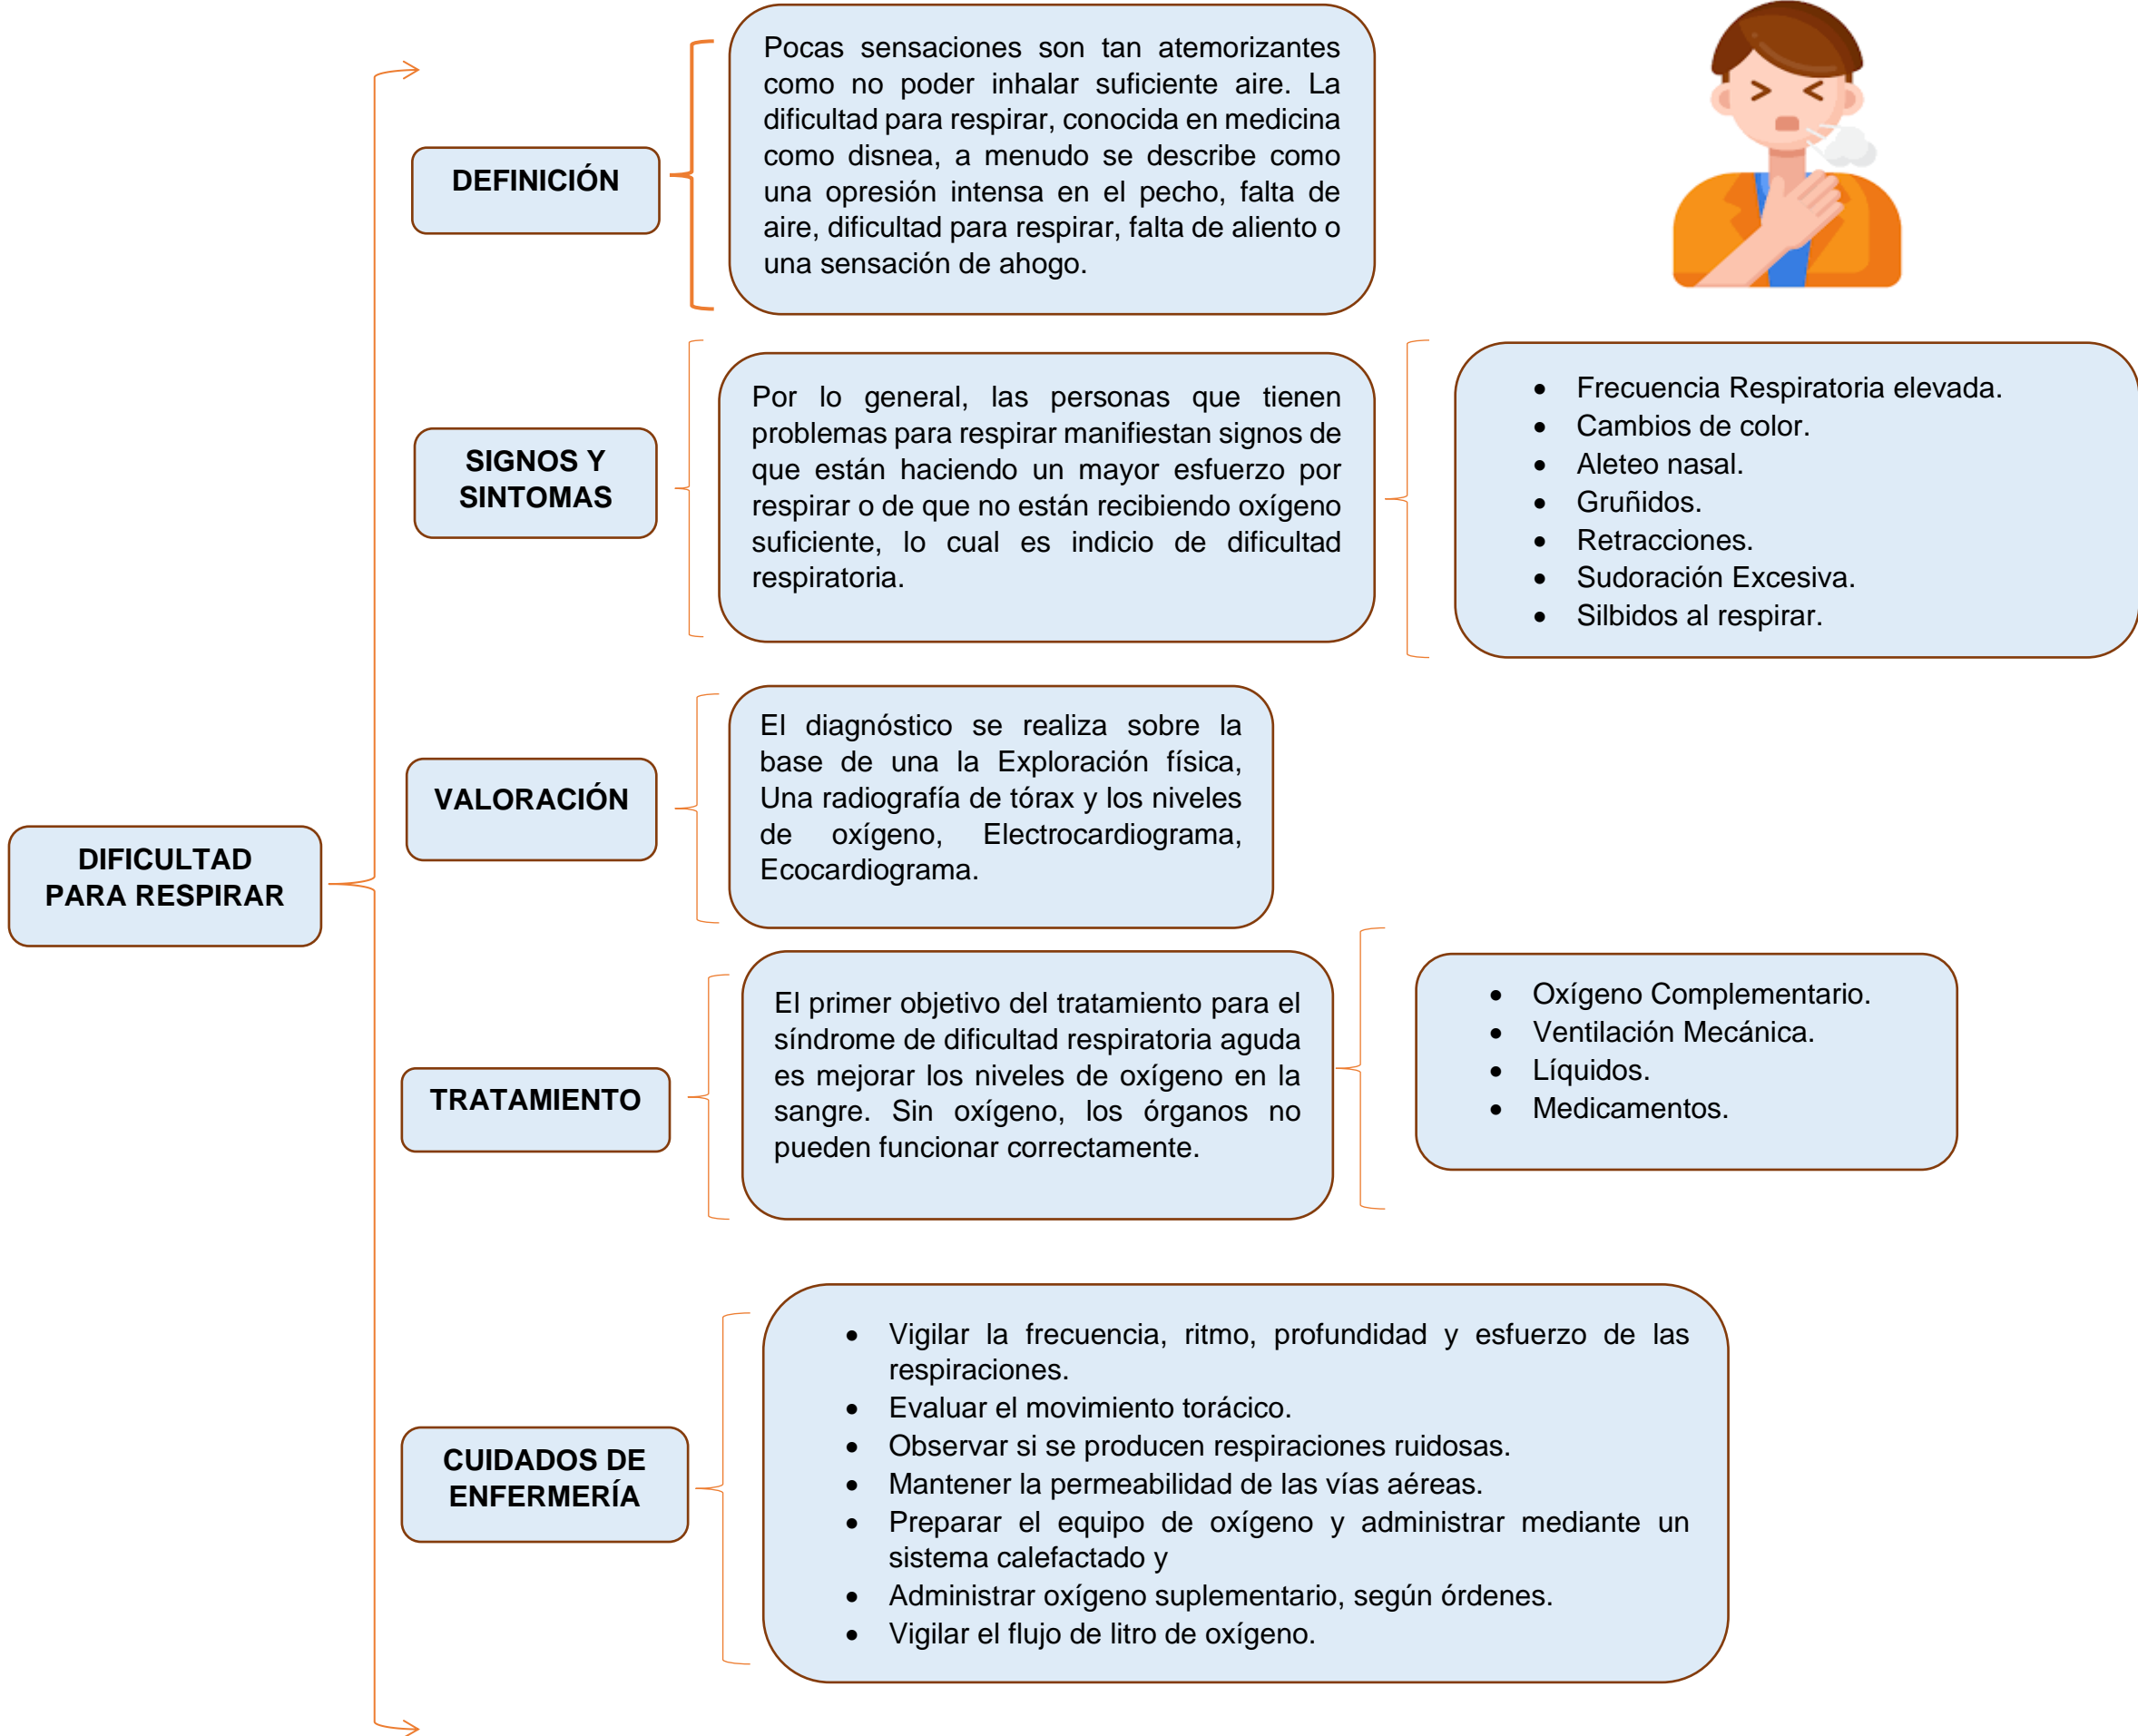 DIFICULTAD
PARA RESPIRAR
DEFINICIÓN
Pocas sensaciones son tan atemorizantes
como no poder inhalar suficiente aire. La
dificultad para respirar, conocida en medicina
como disnea, a menudo se describe como
una opresión intensa en el pecho, falta de
aire, dificultad para respirar, falta de aliento o
una sensación de ahogo.
SIGNOS Y
SINTOMAS
Por lo general, las personas que tienen
problemas para respirar manifiestan signos de
que están haciendo un mayor esfuerzo por
respirar o de que no están recibiendo oxígeno
suficiente, lo cual es indicio de dificultad
respiratoria.
• Frecuencia Respiratoria elevada.
• Cambios de color.
• Aleteo nasal.
• Gruñidos.
• Retracciones.
• Sudoración Excesiva.
• Silbidos al respirar.
VALORACIÓN
El diagnóstico se realiza sobre la
base de una la Exploración física,
Una radiografía de tórax y los niveles
de oxígeno, Electrocardiograma,
Ecocardiograma.
TRATAMIENTO
El primer objetivo del tratamiento para el
síndrome de dificultad respiratoria aguda
es mejorar los niveles de oxígeno en la
sangre. Sin oxígeno, los órganos no
pueden funcionar correctamente.
• Oxígeno Complementario.
• Ventilación Mecánica.
• Líquidos.
• Medicamentos.
CUIDADOS DE
ENFERMERÍA
• Vigilar la frecuencia, ritmo, profundidad y esfuerzo de las
respiraciones.
• Evaluar el movimiento torácico.
• Observar si se producen respiraciones ruidosas.
• Mantener la permeabilidad de las vías aéreas.
• Preparar el equipo de oxígeno y administrar mediante un
sistema calefactado y
• Administrar oxígeno suplementario, según órdenes.
• Vigilar el flujo de litro de oxígeno.